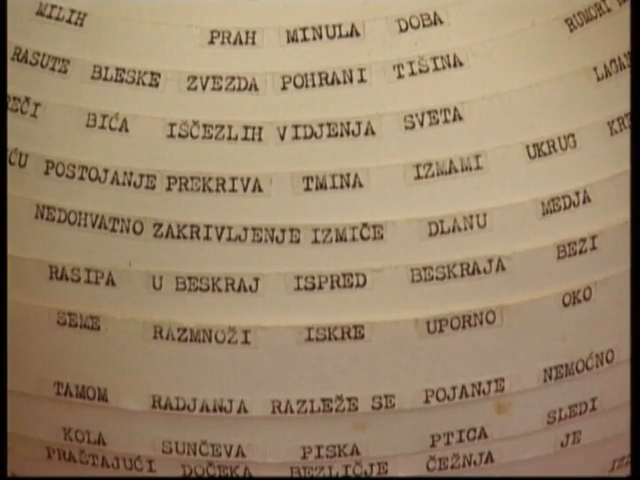 MILIH PRAH MINULA DOBA RUMORI
RASUTE BLESKE ZVEZDA POHRANI TIŠINA
BIĆA IŠČEZLIH VIDJENJA SVETA
POSTOJANJE PREKRIVA TMINA IZMAMI UKRUG
NEDOHVATNO ZAKRIVLJENJE IZMIČE DLANU MEDJA
RASIPA U BESKRAJ ISPRED BESKRAJA BEZI
SEME RAZMNOŽI ISKRE UPORNO OKO
TAMOM RADJANJA RAZLEŽE SE POJANJE NEMOĆNO
KOLA SUNČEVA PISKA PTICA SLEDI
PRAŠTAJUĆI DOČEKA BEZLIČJE ČEŽNJA JE